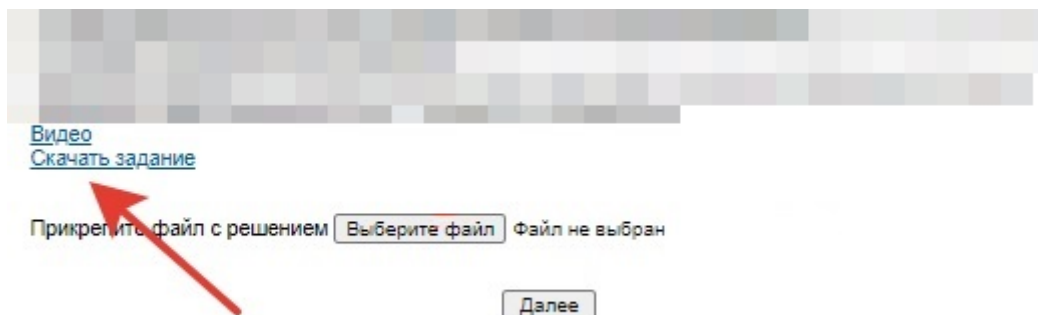 Видео
Скачать задание
Прикрепите файл с решением Выберите файл Файл не выбран
Далее